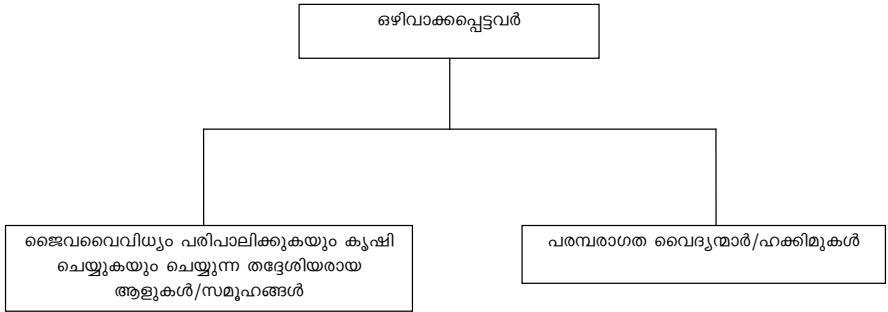 ഒഴിവാക്കപ്പെട്ടവർ
ജൈവവൈവിധ്യം പരിപാലിക്കുകയും കൃഷി
ചെയ്യുകയും ചെയ്യുന്ന തദ്ദേശിയരായ
ആളുകൾ/സമൂഹങ്ങൾ
പരമ്പരാഗത വൈദ്യന്മാർ/ഹക്കിമുകൾ